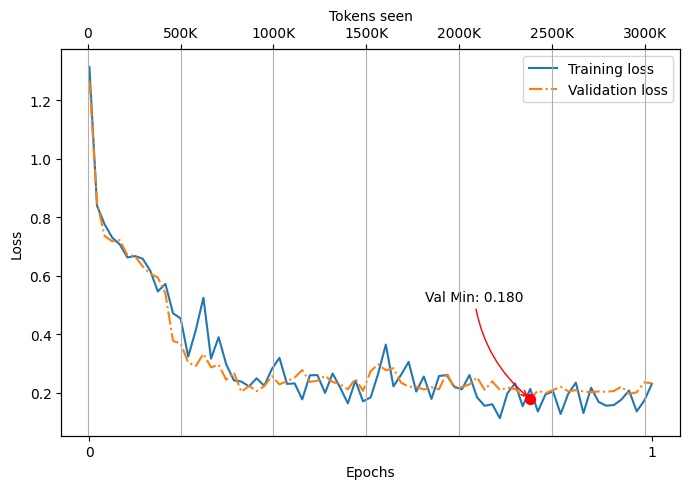 Tokens seen
0 500K 1000K 1500K 2000K 2500K 3000K
Training loss
Validation loss
1.2
1.0
0.8
0.6
0.4
0.2
Loss
Val Min: 0.180
0 1
Epochs